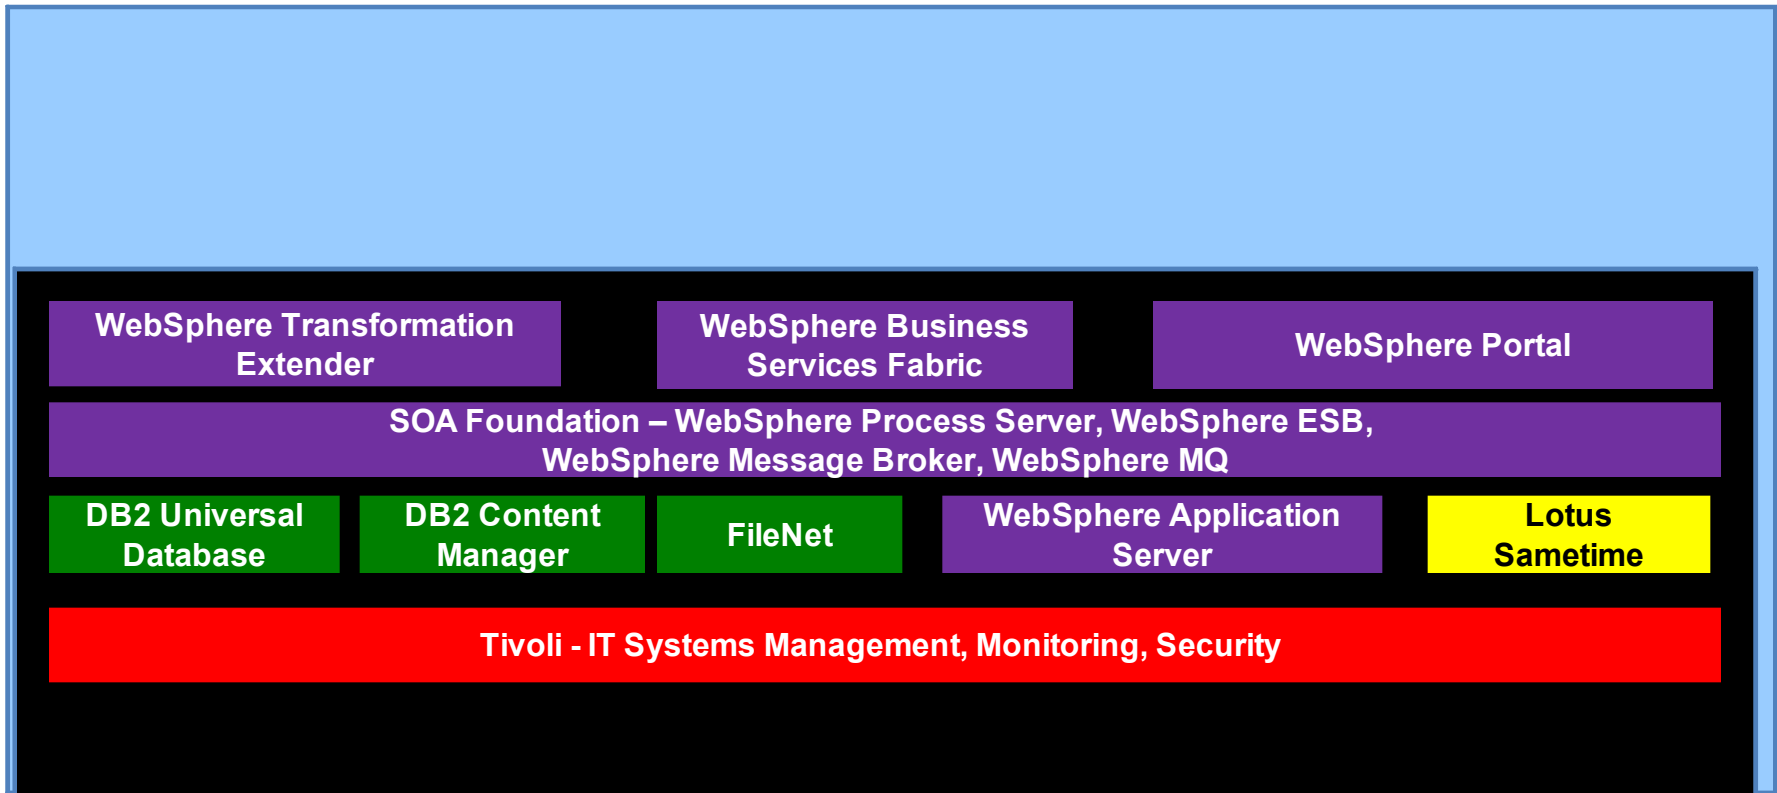 WebSphere Transformation
Extender
WebSphere Business
Services Fabric
WebSphere Portal
SOA Foundation – WebSphere Process Server, WebSphere ESB,
WebSphere Message Broker, WebSphere MQ
DB2 Universal
Database
DB2 Content
Manager
FileNet
WebSphere Application
Server
Lotus
Sametime
Tivoli - IT Systems Management, Monitoring, Security